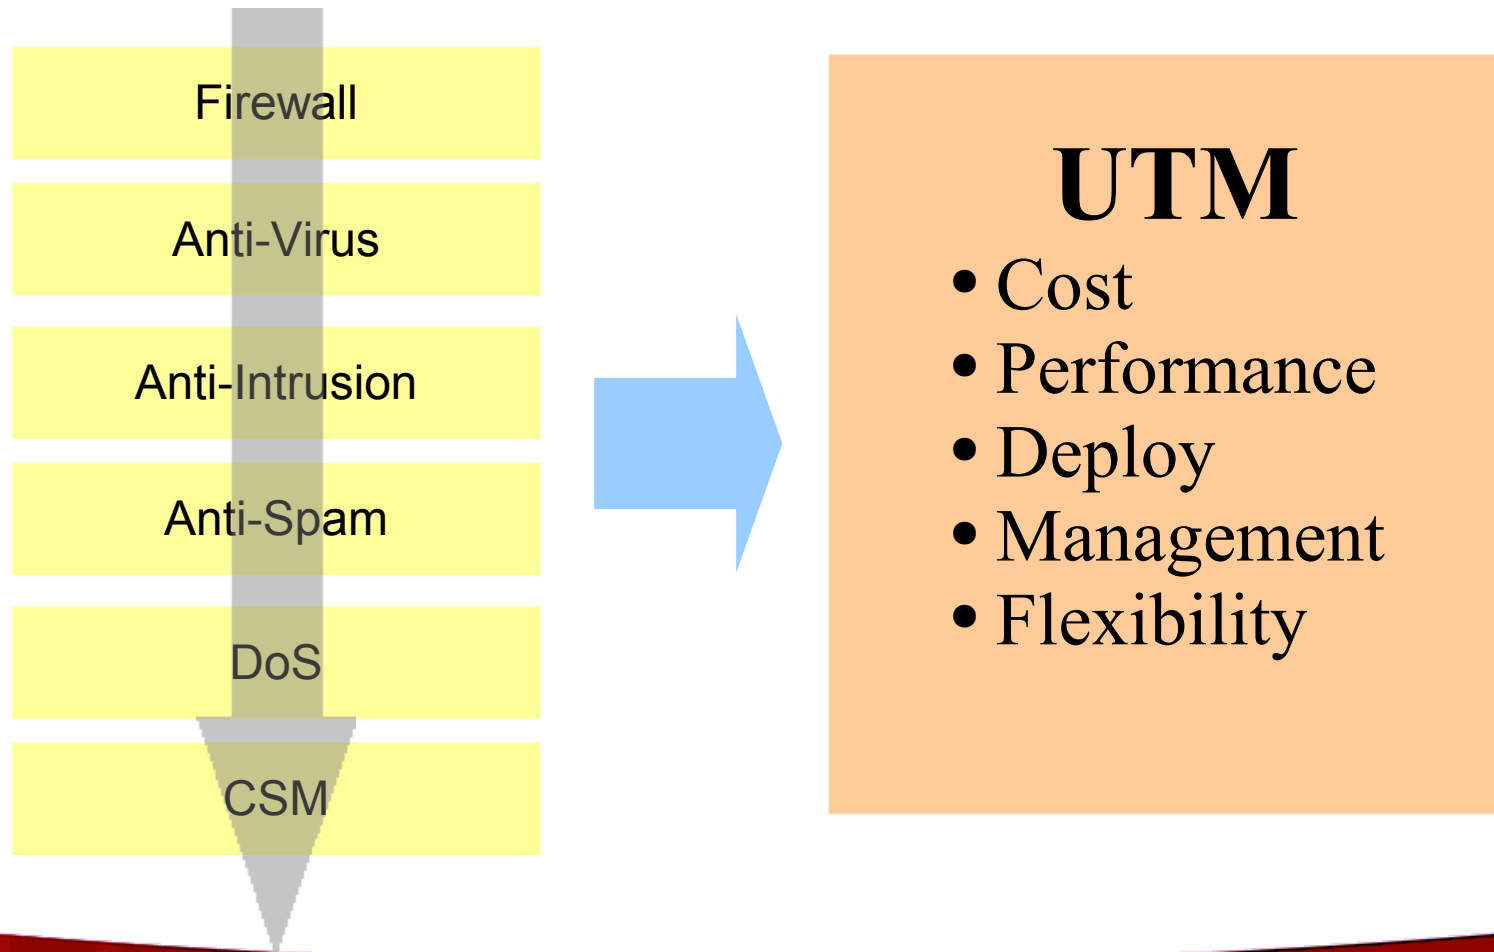 Firewall
Anti-Virus
Anti-Intrusion
Anti-Spam
DoS
CSM
UTM
• Cost
• Performance
• Deploy
• Management
• Flexibility